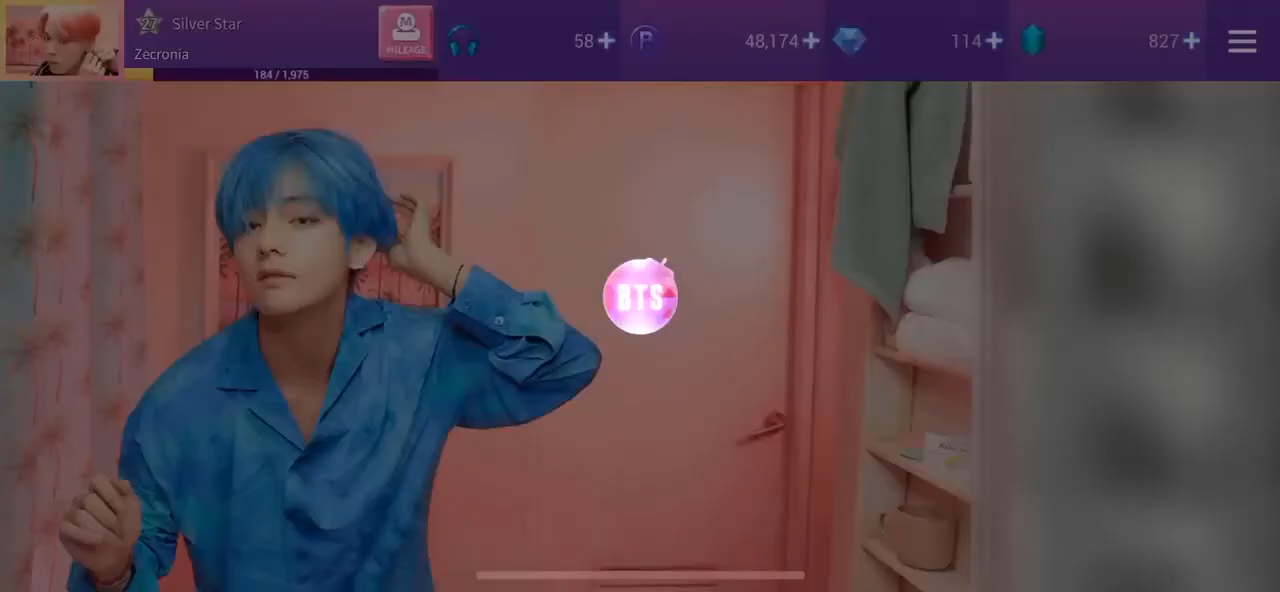 27 Silver Star
Zecronia
184 / 1,975
M
MILEAGE
58
P
48,174
114
827
BTS